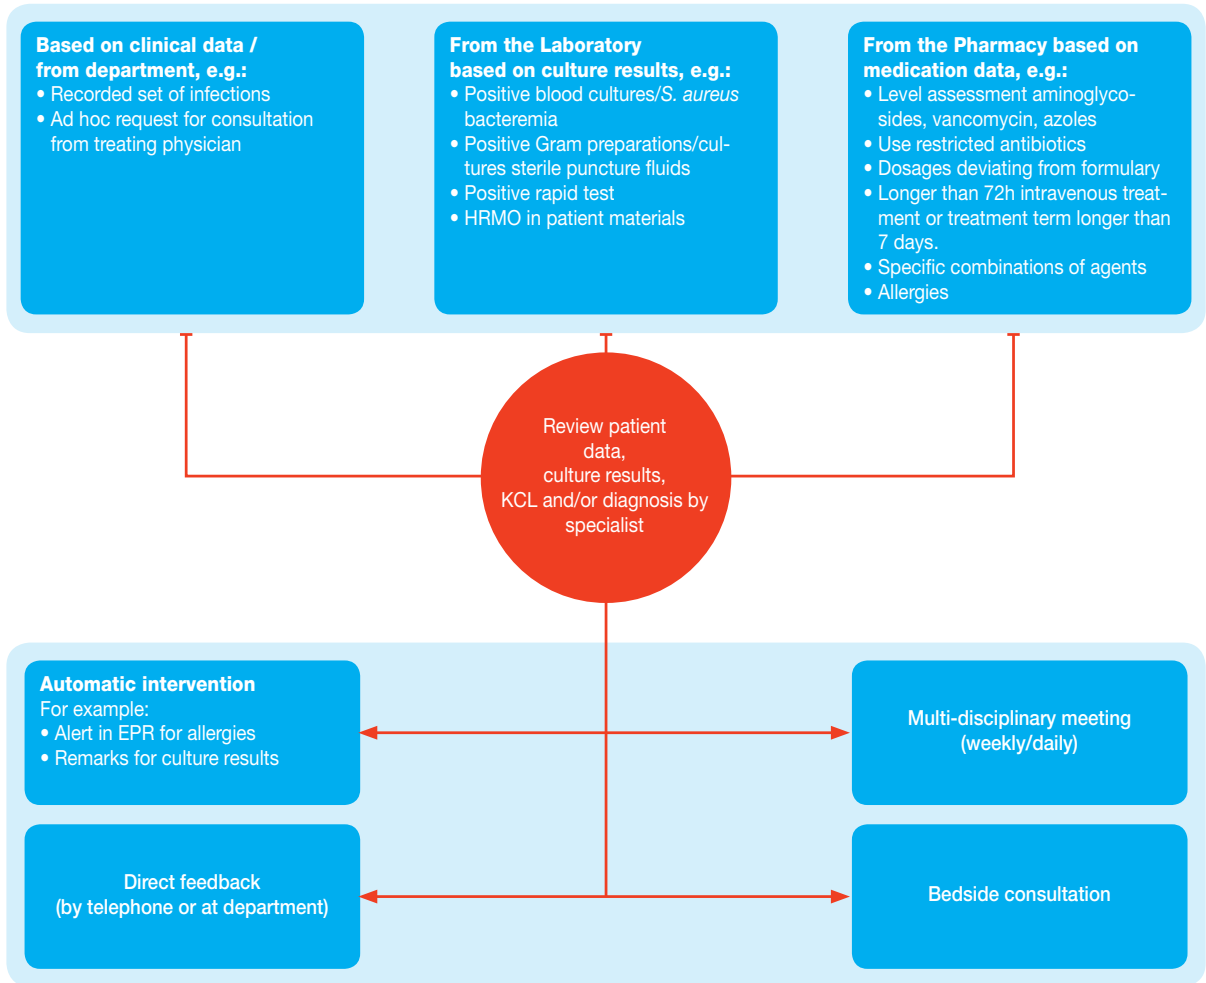 Based on clinical data /
from department, e.g.:
• Recorded set of infections
• Ad hoc request for consultation
from treating physician
From the Laboratory
based on culture results, e.g.:
• Positive blood cultures/S. aureus
bacteremia
• Positive Gram preparations/cul-
tures sterile puncture fluids
• Positive rapid test
• HRMO in patient materials
From the Pharmacy based on
medication data, e.g.:
• Level assessment aminoglyco-
sides, vancomycin, azoles
• Use restricted antibiotics
• Dosages deviating from formulary
• Longer than 72h intravenous treat-
ment or treatment term longer than
7 days.
• Specific combinations of agents
• Allergies
Review patient
data,
culture results,
KCL and/or diagnosis by
specialist
Automatic intervention
For example:
• Alert in EPR for allergies
• Remarks for culture results
Multi-disciplinary meeting
(weekly/daily)
Direct feedback
(by telephone or at department)
Bedside consultation